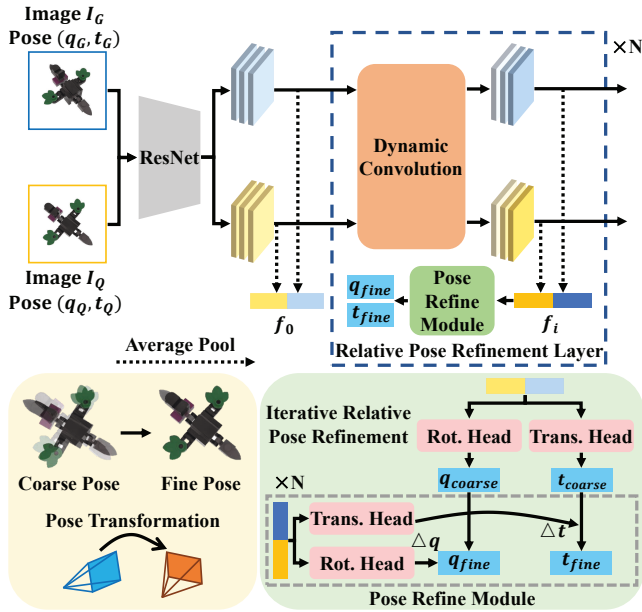 Image I_G
Pose (q_G, t_G)
ResNet
Image I_Q
Pose (q_Q, t_Q)
×N
Dynamic
Convolution
q_fine
t_fine
Pose
Refine
Module
f_0
f_i
Relative Pose Refinement Layer
Average Pool
Coarse Pose
Fine Pose
Pose Transformation
Iterative Relative
Pose Refinement
Rot. Head
Trans. Head
q_coarse
t_coarse
×N
Trans. Head
△q
△t
Rot. Head
q_fine
t_fine
Pose Refine Module